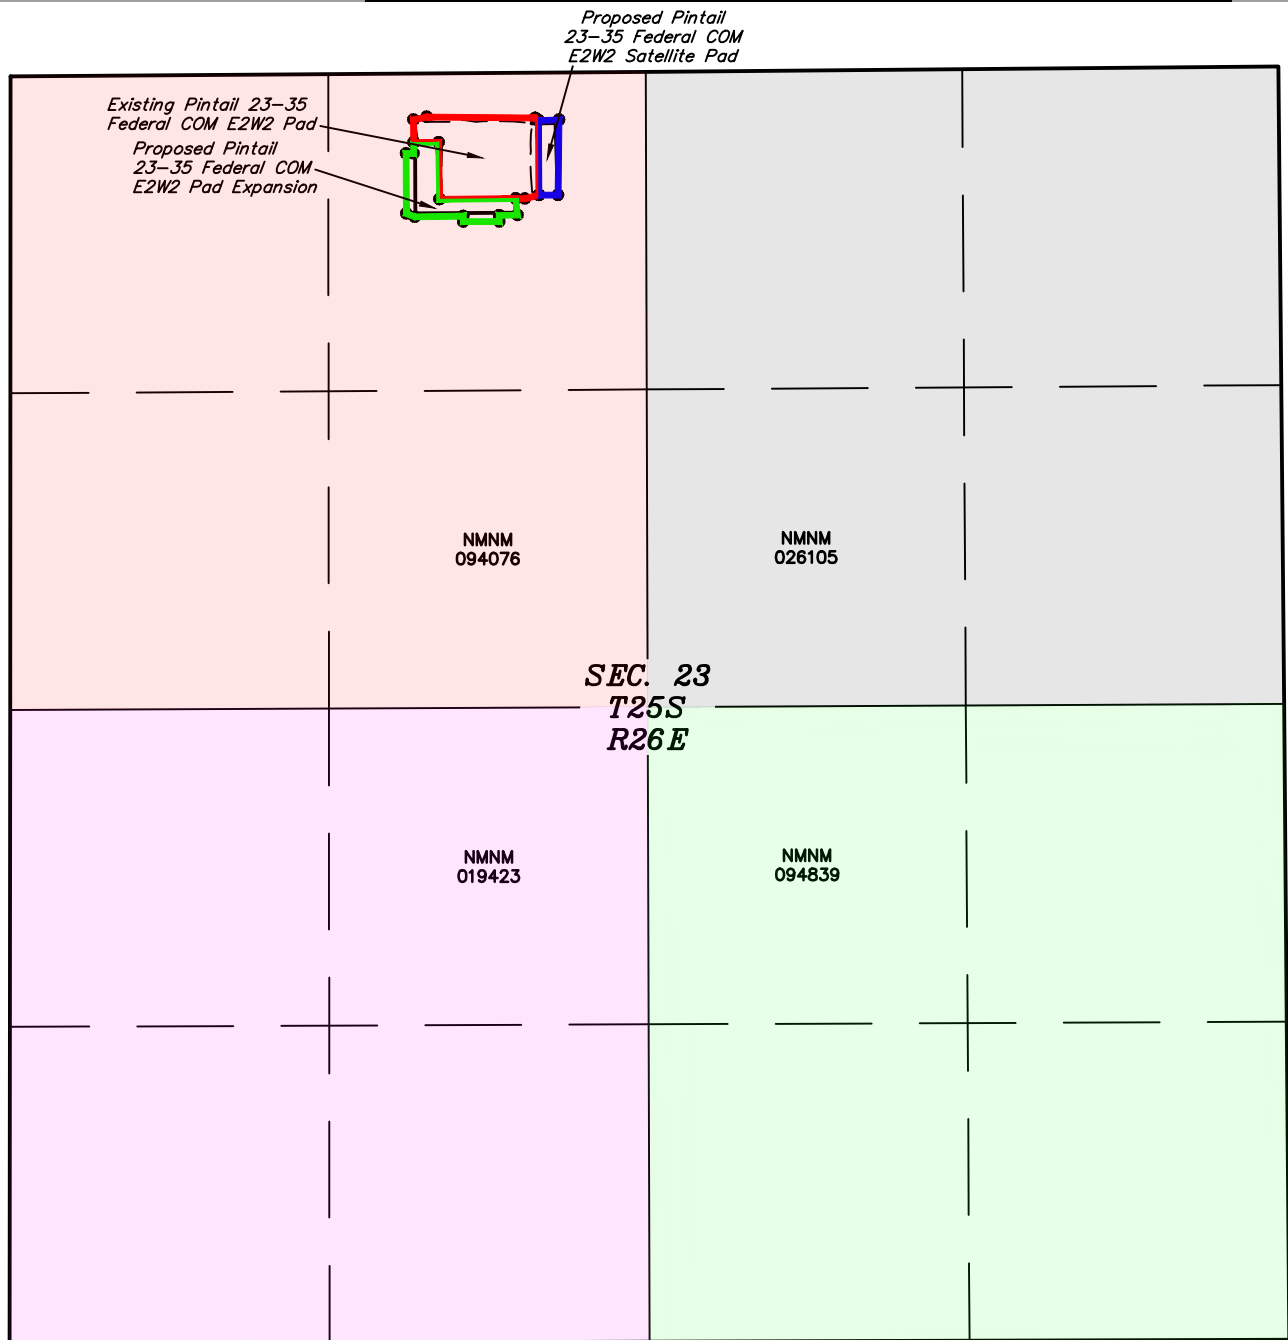 Proposed Pintail
23-35 Federal COM
E2W2 Satellite Pad
Existing Pintail 23-35
Federal COM E2W2 Pad
Proposed Pintail
23-35 Federal COM
E2W2 Pad Expansion
NMNM
094076
NMNM
026105
SEC. 23
T25S
R26E
NMNM
019423
NMNM
094839